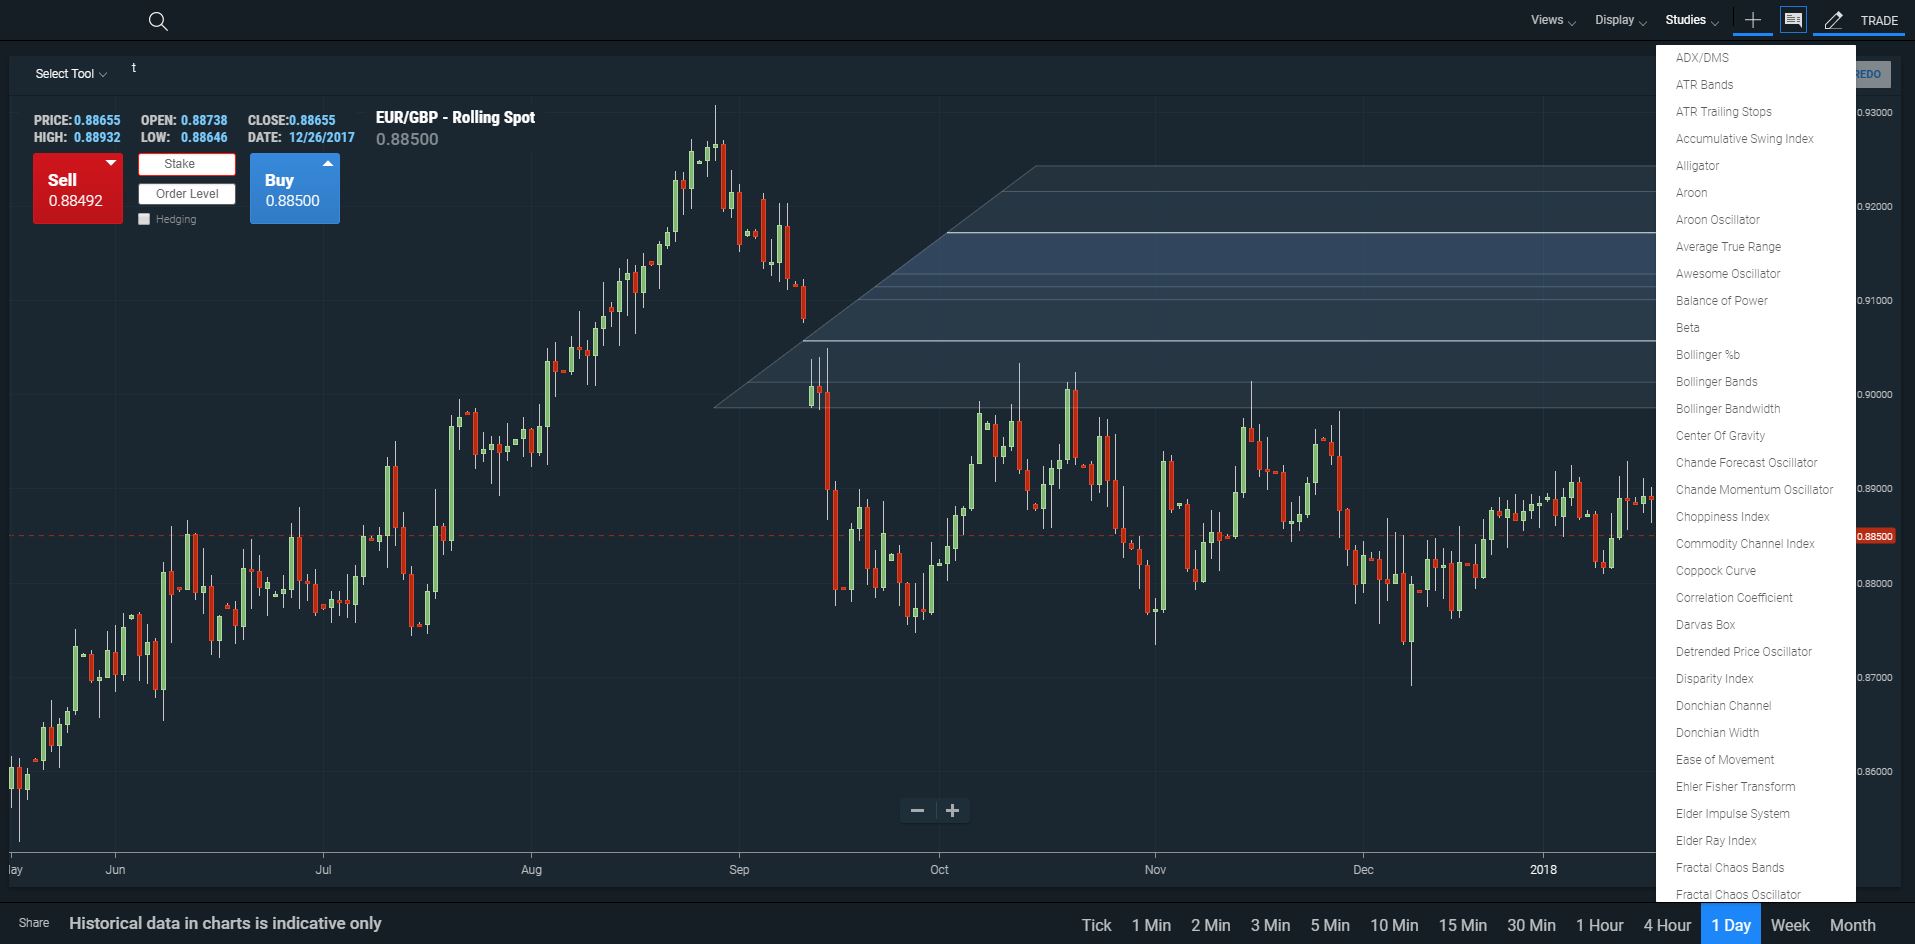 Views Display Studies TRADE
Select Tool t
REDO
PRICE: 0.88655 OPEN: 0.88738 CLOSE: 0.88655
HIGH: 0.88932 LOW: 0.88646 DATE: 12/26/2017
EUR/GBP - Rolling Spot
0.88500
Sell
0.88492
Stake
Order Level
Hedging
Buy
0.88500
ADX/DMS
ATR Bands
ATR Trailing Stops
Accumulative Swing Index
Alligator
Aroon
Aroon Oscillator
Average True Range
Awesome Oscillator
Balance of Power
Beta
Bollinger %b
Bollinger Bands
Bollinger Bandwidth
Center Of Gravity
Chande Forecast Oscillator
Chande Momentum Oscillator
Choppiness Index
Commodity Channel Index
Coppock Curve
Correlation Coefficient
Darvas Box
Detrended Price Oscillator
Disparity Index
Donchian Channel
Donchian Width
Ease of Movement
Ehler Fisher Transform
Elder Impulse System
Elder Ray Index
Fractal Chaos Bands
Fractal Chaos Oscillator
0.93000
0.92000
0.91000
0.90000
0.89000
0.88500
0.88000
0.87000
0.86000
ay Jun Jul Aug Sep Oct Nov Dec 2018
Share Historical data in charts is indicative only
Tick 1 Min 2 Min 3 Min 5 Min 10 Min 15 Min 30 Min 1 Hour 4 Hour 1 Day Week Month